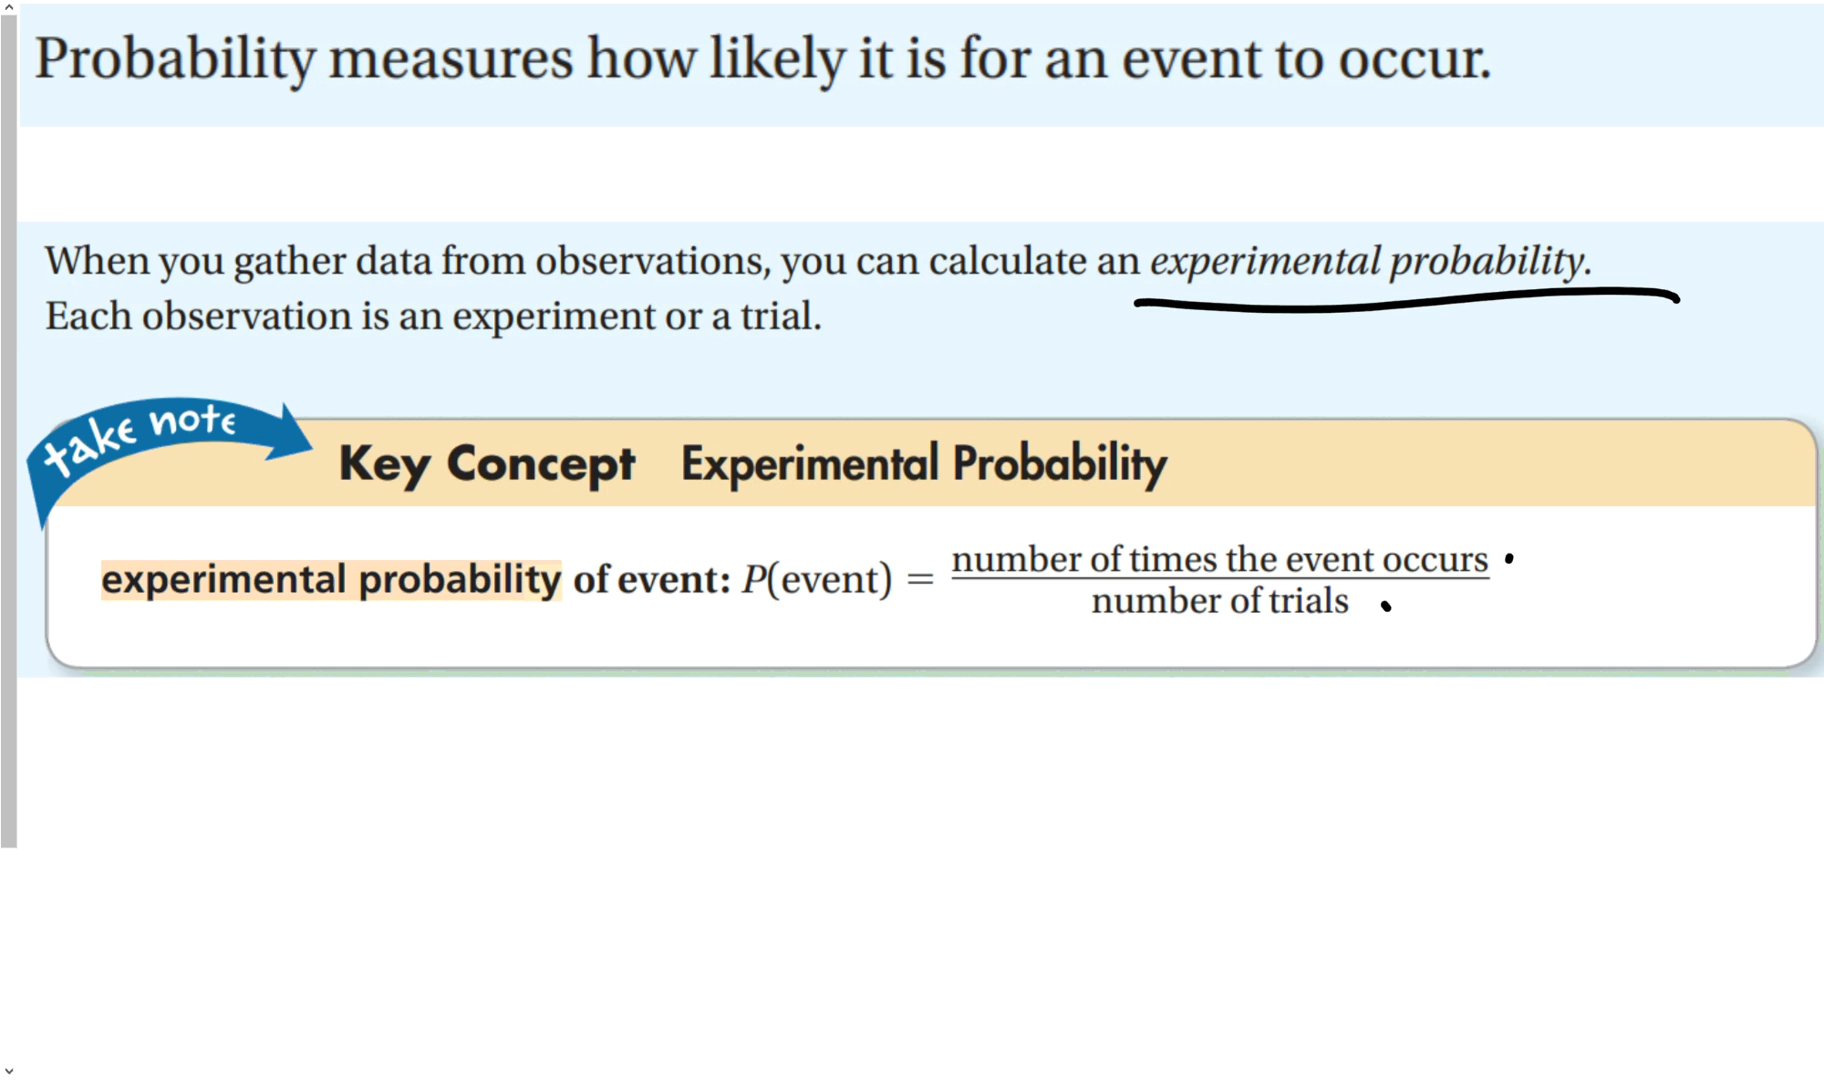 Probability measures how likely it is for an event to occur.
When you gather data from observations, you can calculate an experimental probability.
Each observation is an experiment or a trial.
take note
Key Concept Experimental Probability
experimental probability of event: P(event) = number of times the event occurs
number of trials